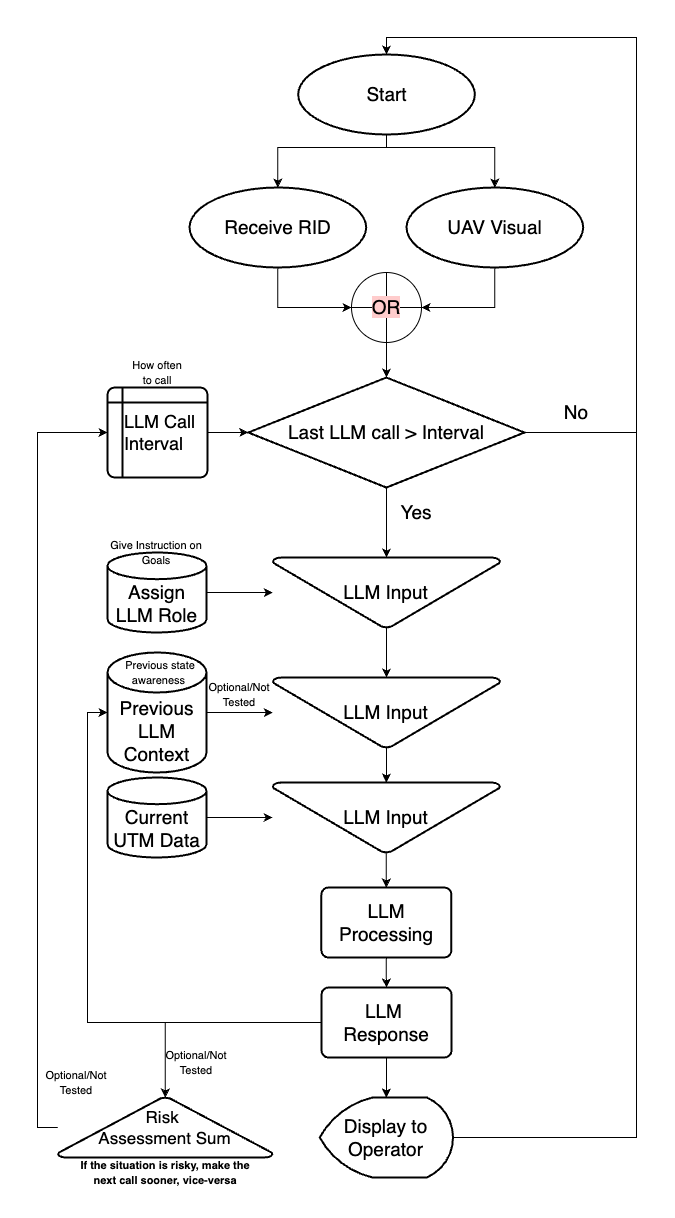 Start
Receive RID
UAV Visual
OR
How often
to call
LLM Call
Interval
Last LLM call > Interval
No
Yes
Give Instruction on
Goals
Assign
LLM Role
LLM Input
Previous state
awareness
Previous
LLM
Context
Optional/Not
Tested
LLM Input
Current
UTM Data
LLM Input
LLM
Processing
LLM
Response
Optional/Not
Tested
Optional/Not
Tested
Risk
Assessment Sum
If the situation is risky, make the
next call sooner, vice-versa
Display to
Operator